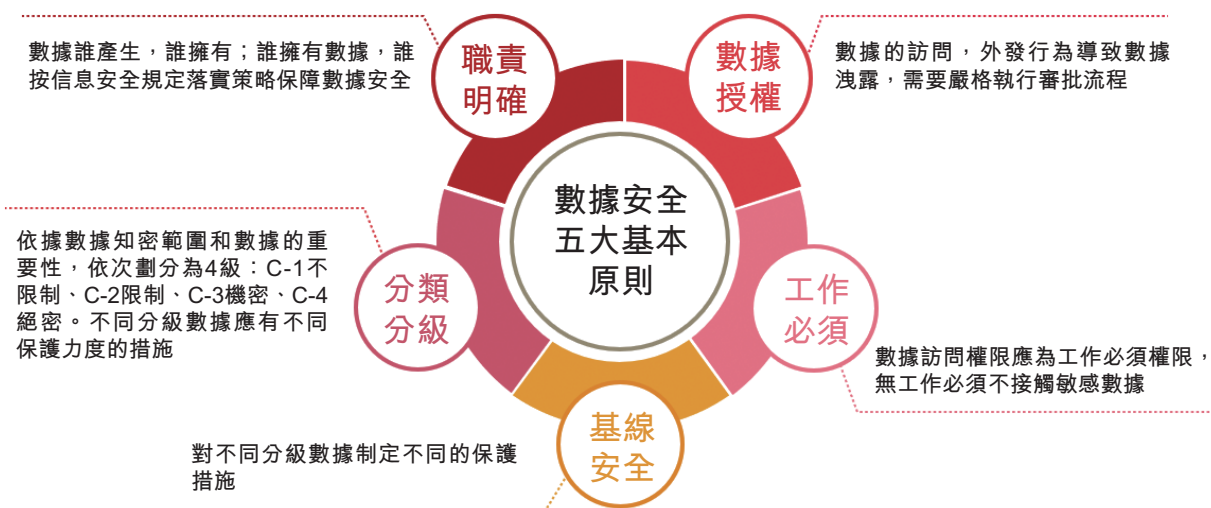 數據誰產生，誰擁有；誰擁有數據，誰
按信息安全規定落實策略保障數據安全
職責
明確
數據
授權
數據的訪問，外發行為導致數據
洩露，需要嚴格執行審批流程
數據安全
五大基本
原則
依據數據知密範圍和數據的重
要性，依次劃分為4級：C-1不
限制、C-2限制、C-3機密、C-4
絕密。不同分級數據應有不同
保護力度的措施
分類
分級
工作
必須
數據訪問權限應為工作必須權限，
無工作必須不接觸敏感數據
基線
安全
對不同分級數據制定不同的保護
措施